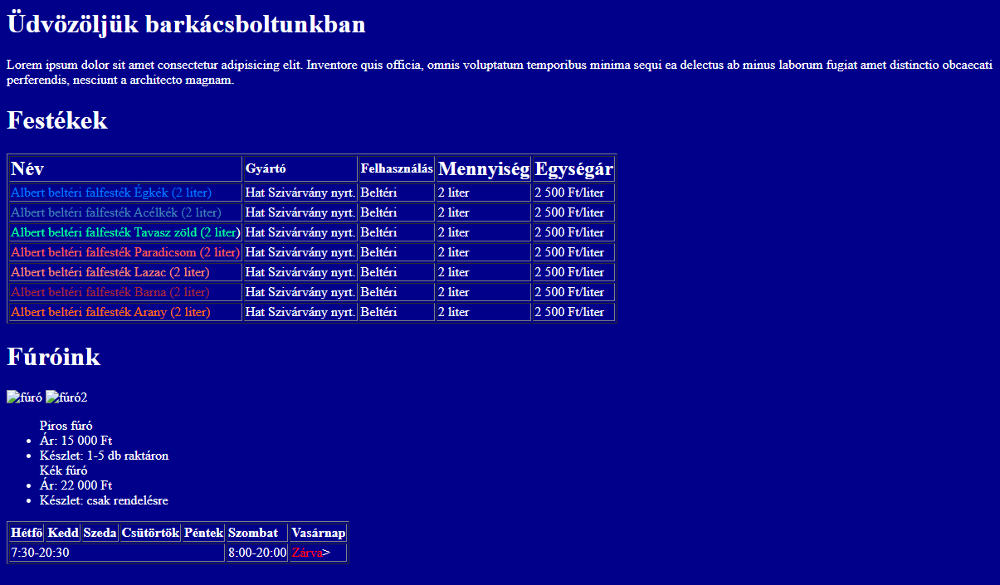 Üdvözöljük barkácsboltunkban
Lorem ipsum dolor sit amet consectetur adipisicing elit. Inventore quis officia, omnis voluptatum temporibus minima sequi ea delectus ab minus laborum fugiat amet distinctio obcaecati
perferendis, nesciunt a architecto magnam.
Festékek
Név Gyártó Felhasználás Mennyiség Egységár
Albert beltéri falfesték Égkék (2 liter) Hat Szivárvány nyrt. Beltéri 2 liter 2 500 Ft/liter
Albert beltéri falfesték Acélkék (2 liter) Hat Szivárvány nyrt. Beltéri 2 liter 2 500 Ft/liter
Albert beltéri falfesték Tavasz zöld (2 liter) Hat Szivárvány nyrt. Beltéri 2 liter 2 500 Ft/liter
Albert beltéri falfesték Paradicsom (2 liter) Hat Szivárvány nyrt. Beltéri 2 liter 2 500 Ft/liter
Albert beltéri falfesték Lazac (2 liter) Hat Szivárvány nyrt. Beltéri 2 liter 2 500 Ft/liter
Albert beltéri falfesték Barna (2 liter) Hat Szivárvány nyrt. Beltéri 2 liter 2 500 Ft/liter
Albert beltéri falfesték Arany (2 liter) Hat Szivárvány nyrt. Beltéri 2 liter 2 500 Ft/liter
Fúróink
fúró fúró2
Piros fúró
• Ár: 15 000 Ft
• Készlet: 1-5 db raktáron
Kék fúró
• Ár: 22 000 Ft
• Készlet: csak rendelésre
Hétfő Kedd Szeda Csütörtök Péntek Szombat Vasárnap
7:30-20:30 8:00-20:00 Zárva>